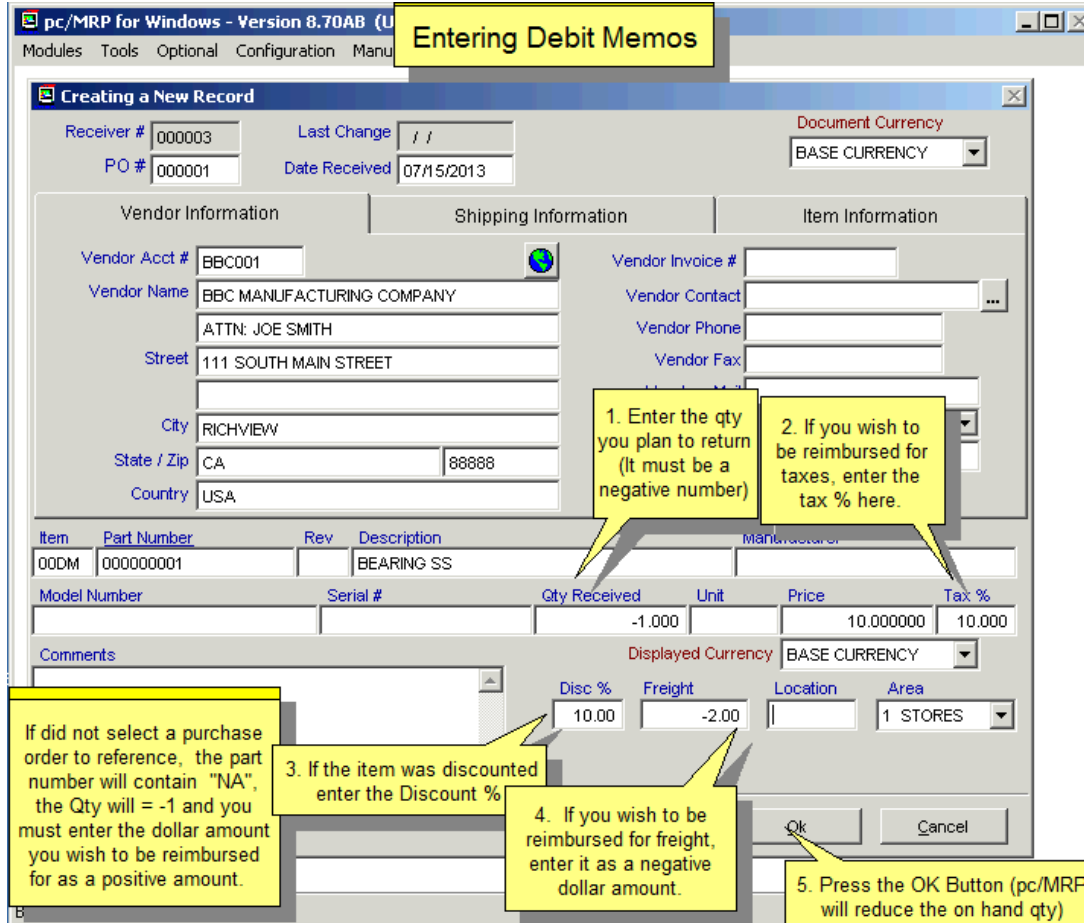 pc/MRP for Windows - Version 8.70AB (U
Entering Debit Memos
Modules Tools Optional Configuration Manu
Creating a New Record
Receiver # 000003 Last Change / / Document Currency
PO # 000001 Date Received 07/15/2013 BASE CURRENCY
Vendor Information Shipping Information Item Information
Vendor Acct # BBC001 Vendor Invoice #
Vendor Name BBC MANUFACTURING COMPANY Vendor Contact ...
ATTN: JOE SMITH Vendor Phone
Street 111 SOUTH MAIN STREET Vendor Fax
City RICHVIEW
State / Zip CA 88888
Country USA
1. Enter the qty
you plan to return
(It must be a
negative number)
2. If you wish to
be reimbursed for
taxes, enter the
tax % here.
Item Part Number Rev Description
00DM 000000001 BEARING SS
Model Number Serial # Qty Received Unit Price Tax %
-1.000 10.000000 10.000
Comments Displayed Currency BASE CURRENCY
Disc % Freight Location Area
10.00 -2.00 1 STORES
If did not select a purchase
order to reference, the part
number will contain "NA",
the Qty will = -1 and you
must enter the dollar amount
you wish to be reimbursed
for as a positive amount.
3. If the item was discounted
enter the Discount %
4. If you wish to be
reimbursed for freight,
enter it as a negative
dollar amount.
Ok Cancel
5. Press the OK Button (pc/MRP
will reduce the on hand qty)